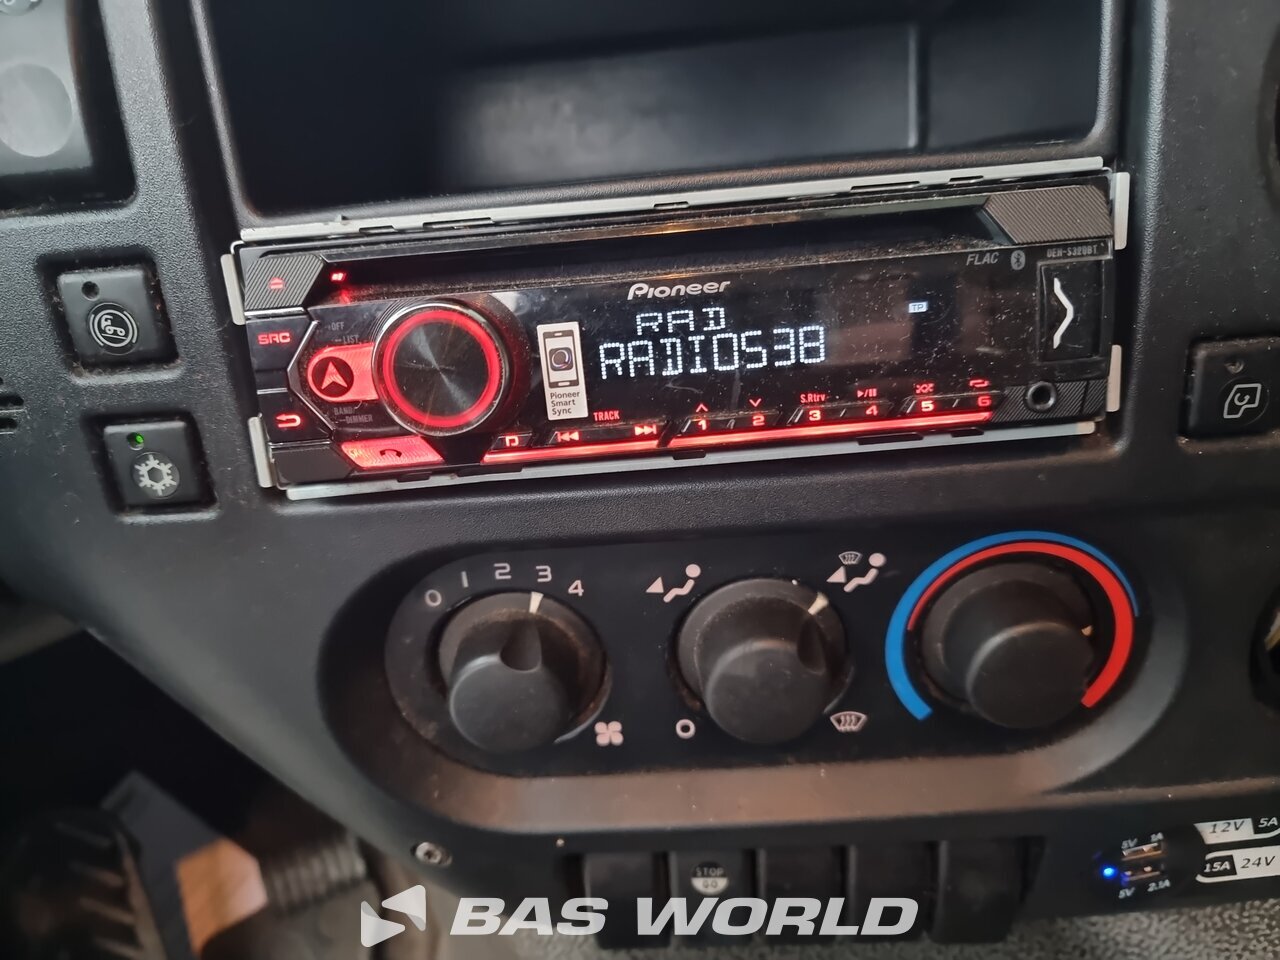 FLAC
DEH-S320BT
Pioneer
TP
RAD
RADIO538
SRC
OFF
LIST
BAND
DIMMER
Pioneer
Smart
Sync
TRACK
D
1
2
S.Rtrv
3
4
5
6
0 1 2 3 4
STOP
GO
5V 1A
5V 2.1A
12V 5A
15A 24V
BAS WORLD